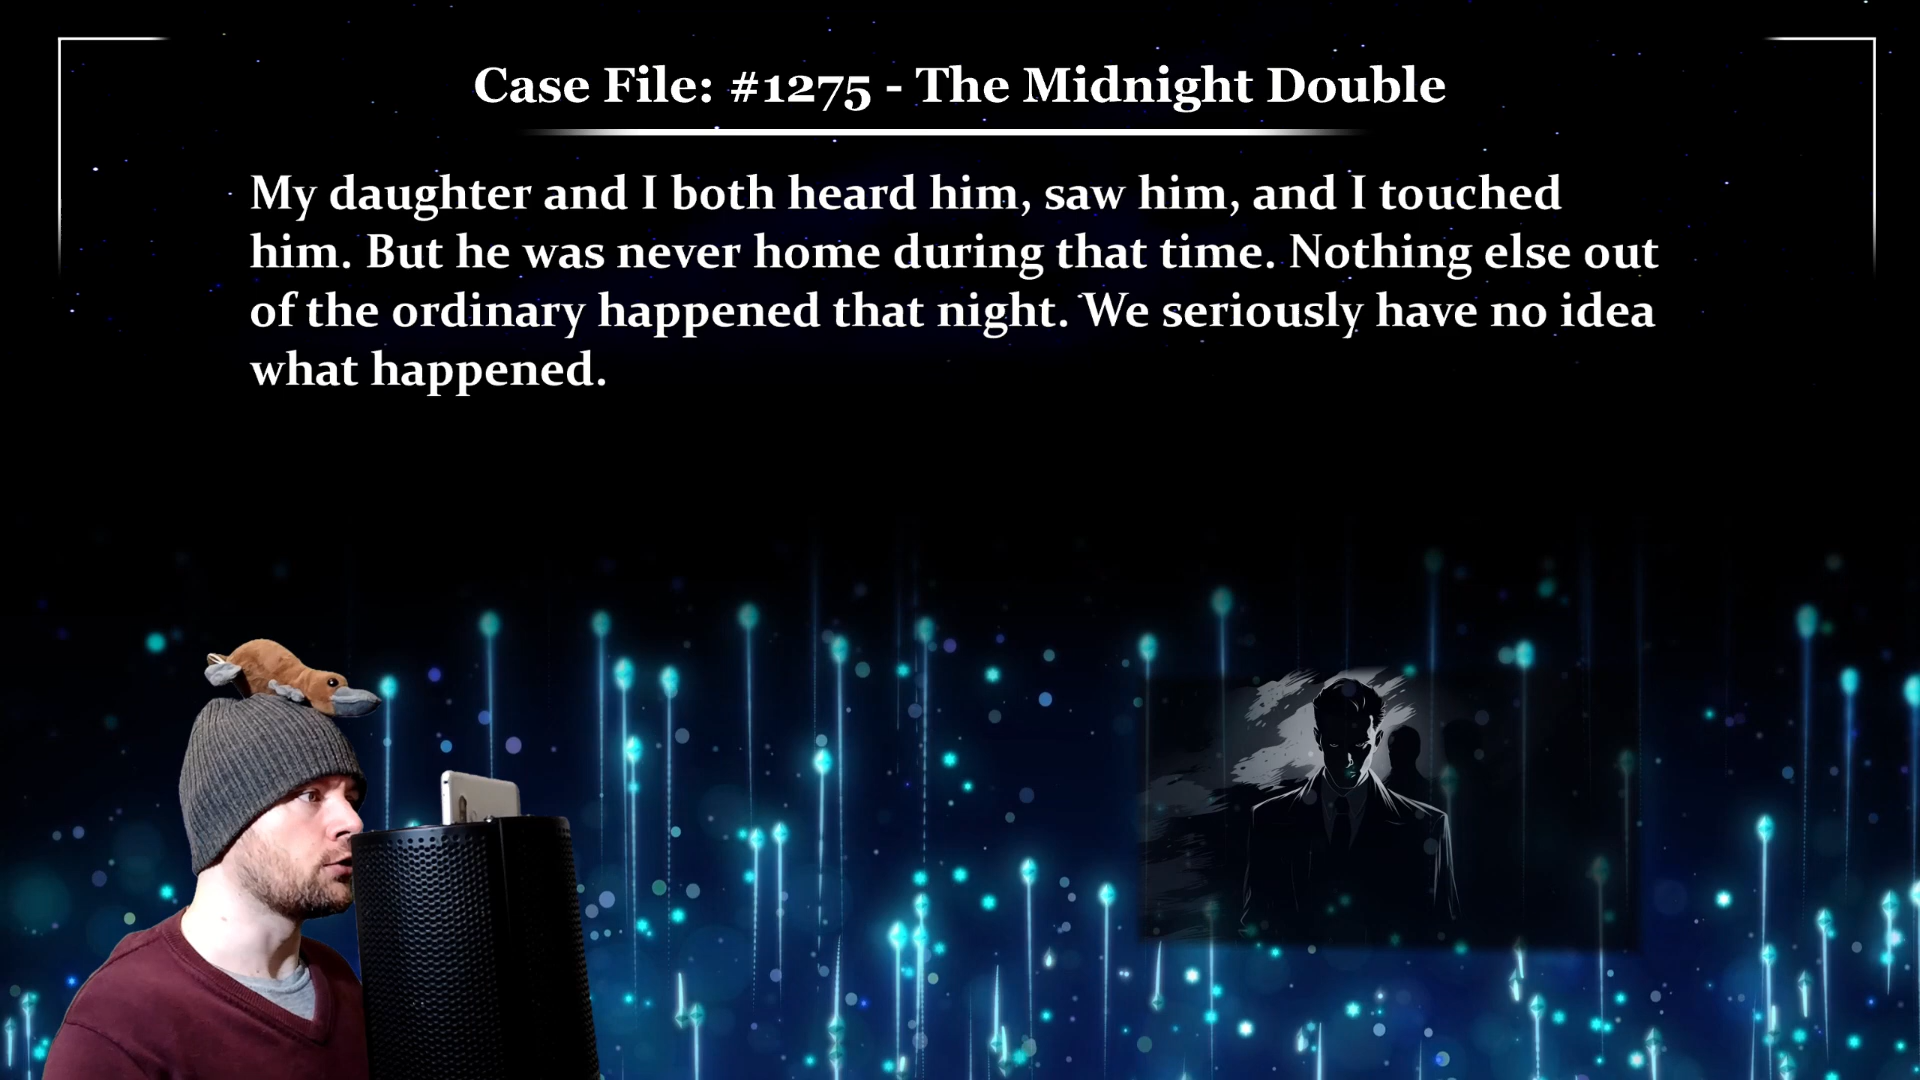 Case File: #1275 - The Midnight Double
My daughter and I both heard him, saw him, and I touched
him. But he was never home during that time. Nothing else out
of the ordinary happened that night. We seriously have no idea
what happened.